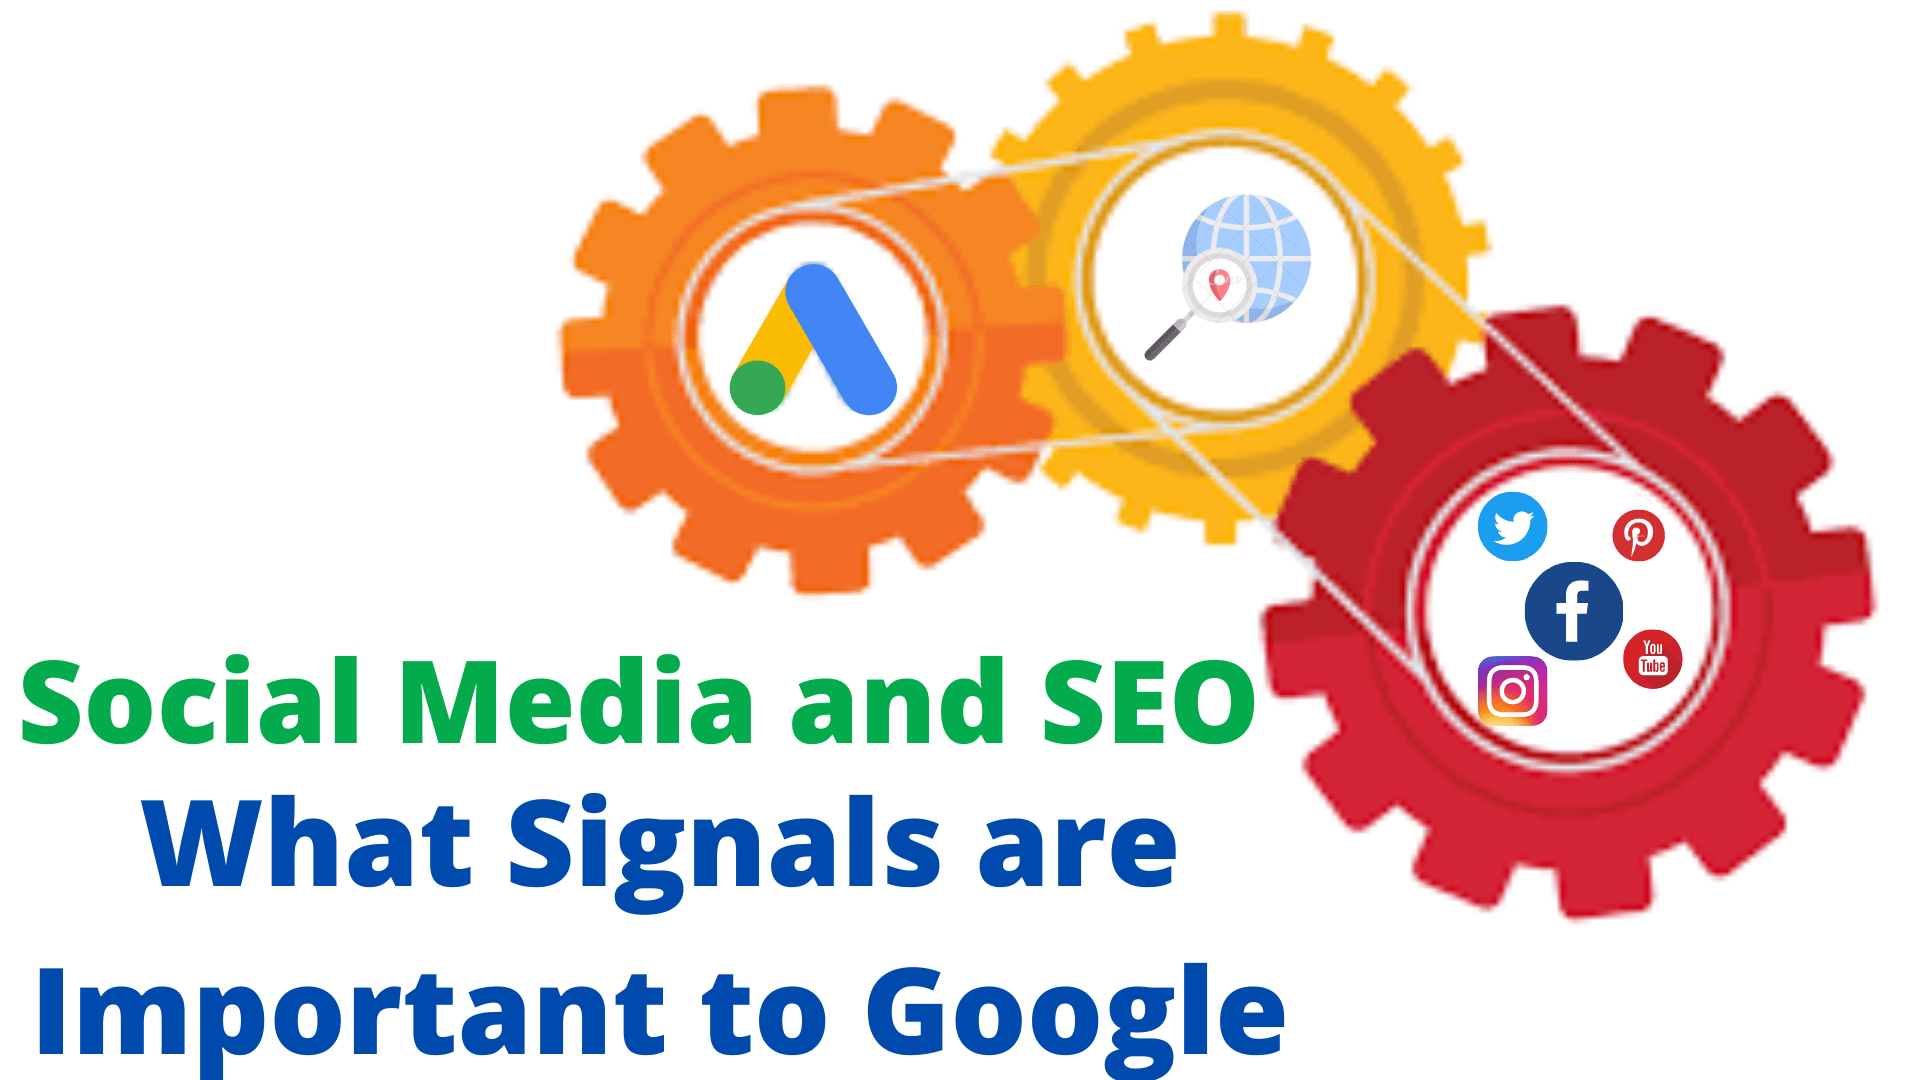 You
Tube
Social Media and SEO
What Signals are
Important to Google